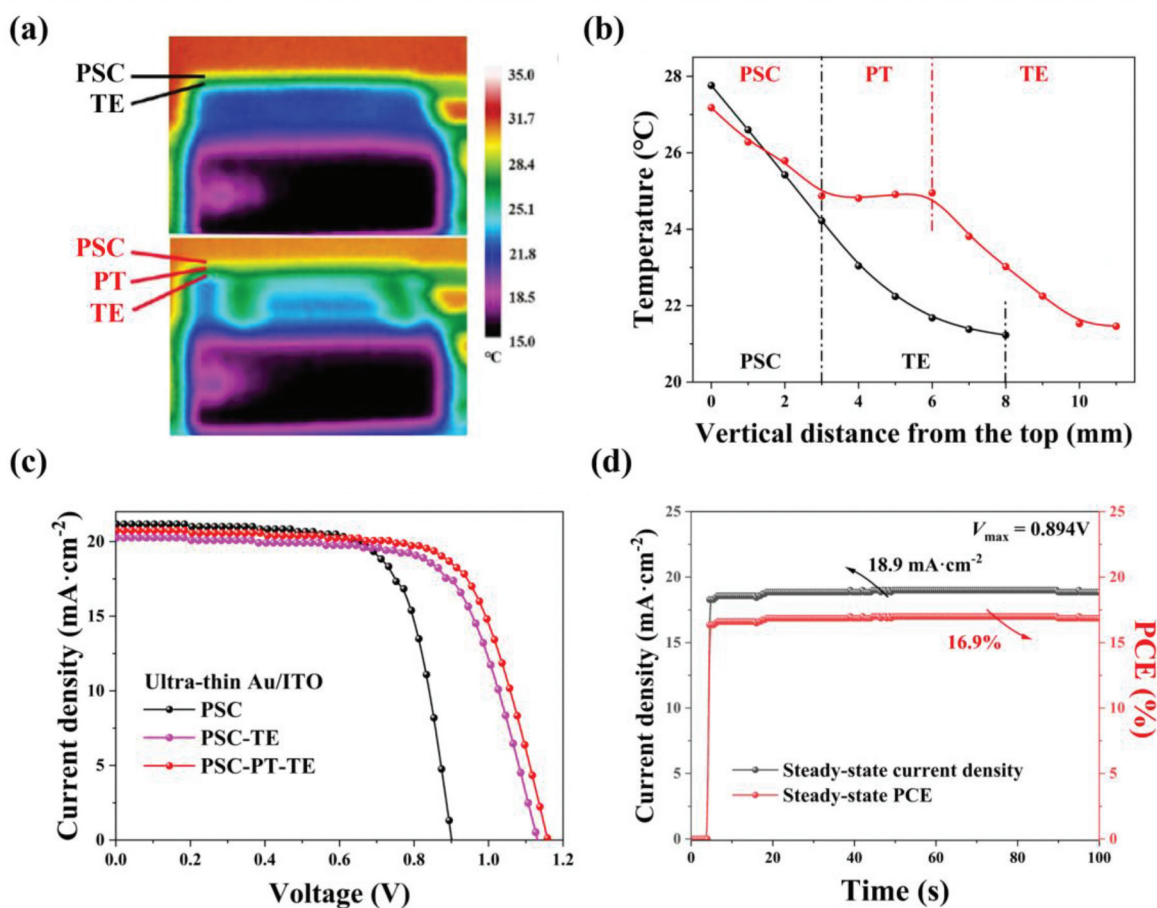 (a)
PSC
TE
PSC
PT
TE
35.0
31.7
28.4
25.1
21.8
18.5
15.0
°C
(b)
PSC
PT
TE
PSC
TE
Temperature (°C)
28
26
24
22
20
0
2
4
6
8
10
Vertical distance from the top (mm)
(c)
Current density (mA·cm⁻²)
20
15
10
5
0
Ultra-thin Au/ITO
PSC
PSC-TE
PSC-PT-TE
0.0
0.2
0.4
0.6
0.8
1.0
1.2
Voltage (V)
(d)
Current density (mA·cm⁻²)
25
20
15
10
5
0
Vmax = 0.894V
18.9 mA·cm⁻²
16.9%
Steady-state current density
Steady-state PCE
25
20
15
10
5
0
PCE (%)
0
20
40
60
80
100
Time (s)